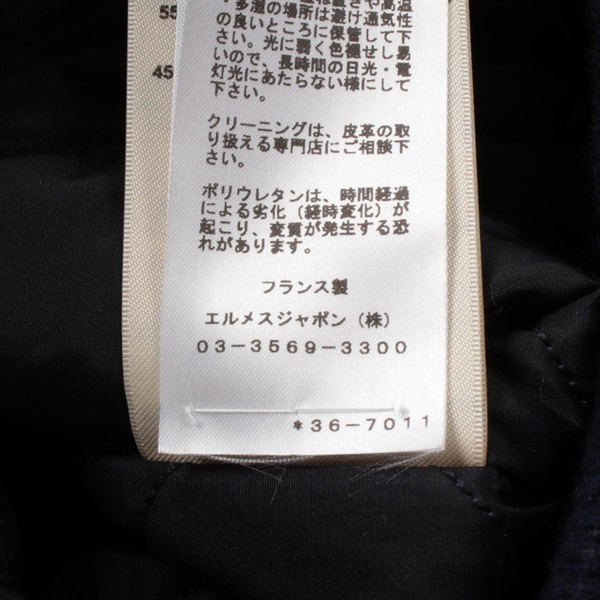 55
・多湿の場所は避け通気性
の良いところに保管して下
さい。光に弱く色褪せし易
いので、長時間の日光・電
45
灯光にあたらない様にして
下さい。
クリーニングは、皮革の取
り扱える専門店にご相談下
さい。
ポリウレタンは、時間経過
による劣化（経時変化）が
起こり、変質が発生する恐
れがあります。
フランス製
エルメスジャポン（株）
03-3569-3300
*36-7011